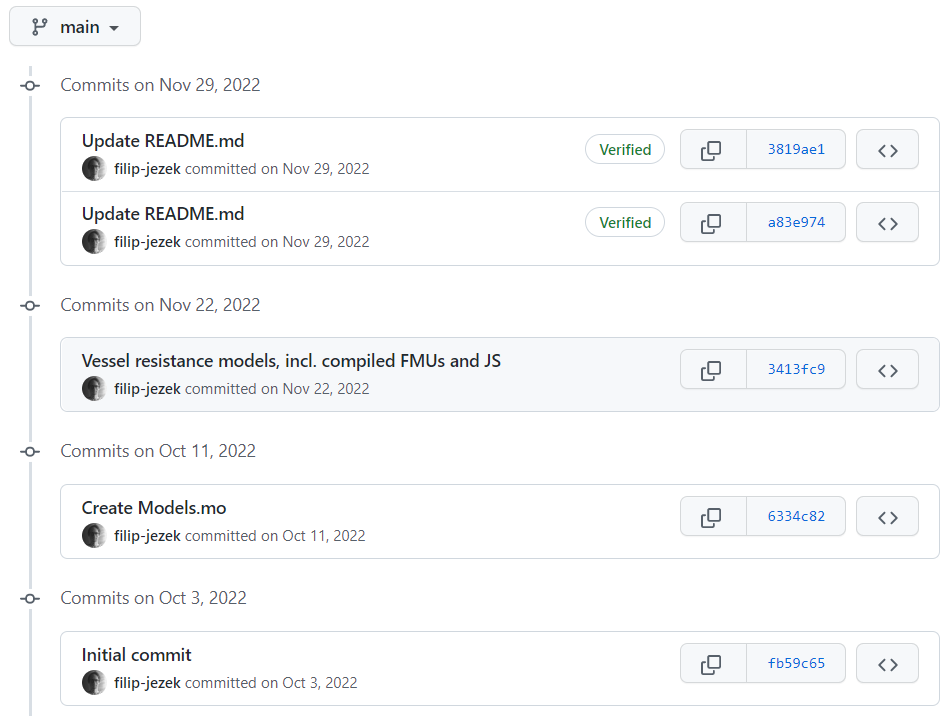 main
Commits on Nov 29, 2022
Update README.md
Verified
3819ae1
filip-jezek committed on Nov 29, 2022
Update README.md
Verified
a83e974
filip-jezek committed on Nov 29, 2022
Commits on Nov 22, 2022
Vessel resistance models, incl. compiled FMUs and JS
3413fc9
filip-jezek committed on Nov 22, 2022
Commits on Oct 11, 2022
Create Models.mo
6334c82
filip-jezek committed on Oct 11, 2022
Commits on Oct 3, 2022
Initial commit
fb59c65
filip-jezek committed on Oct 3, 2022